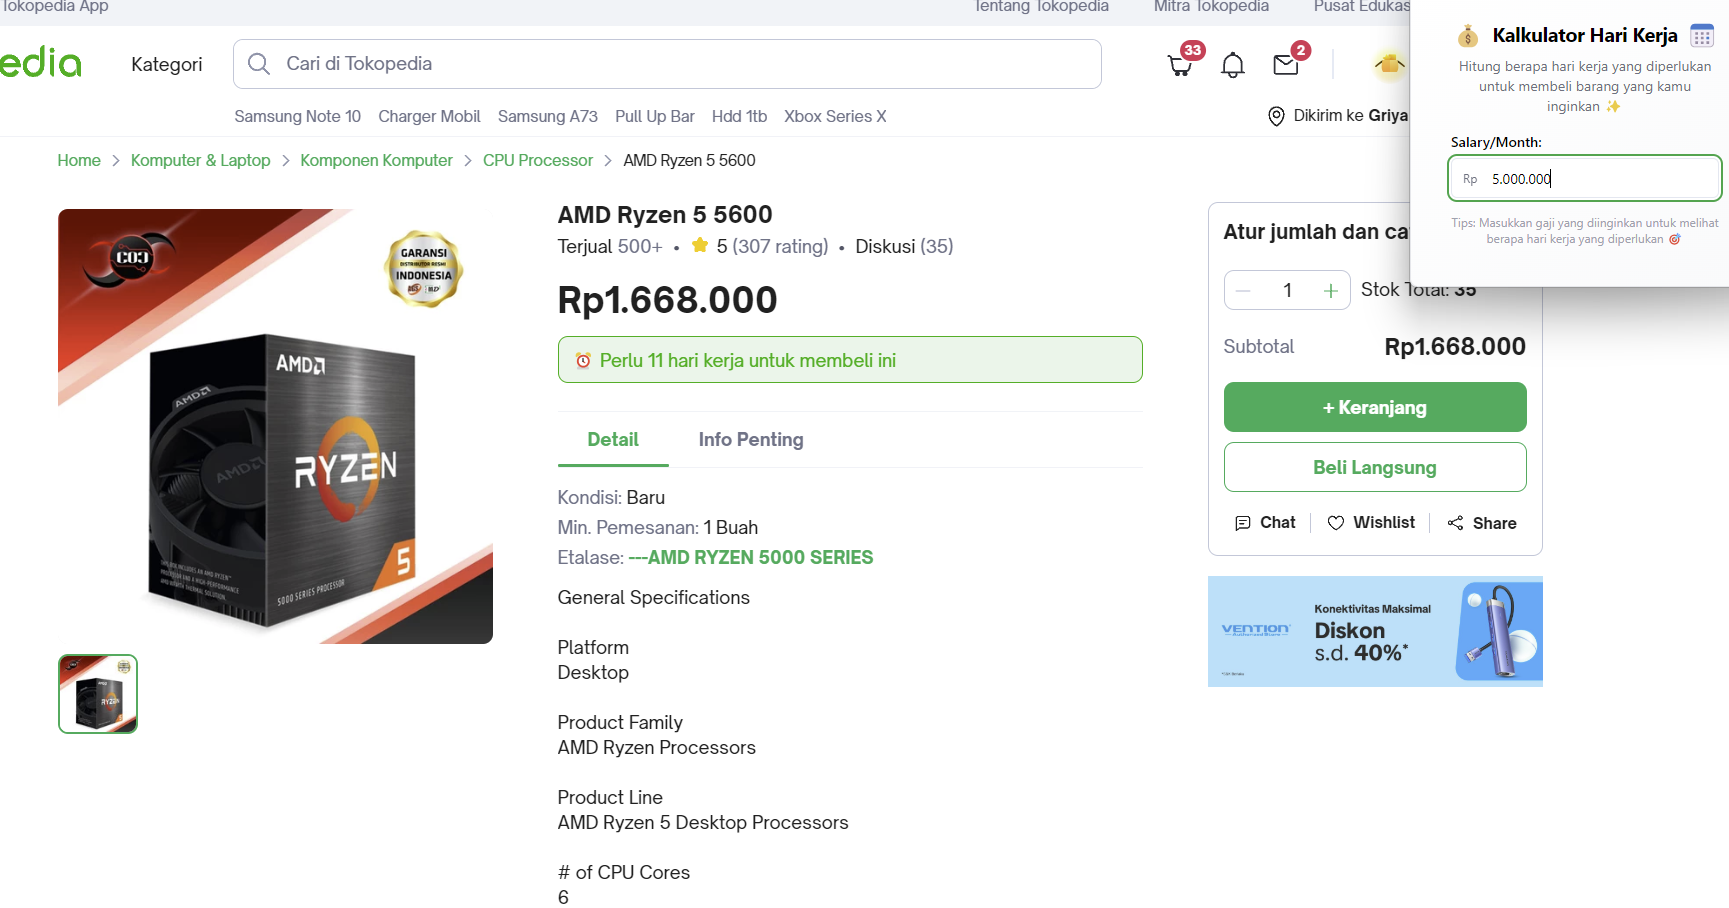 Tokopedia App
Tentang Tokopedia
Mitra Tokopedia
Pusat Edukas
edia
Kategori
Cari di Tokopedia
33
2
Samsung Note 10
Charger Mobil
Samsung A73
Pull Up Bar
Hdd 1tb
Xbox Series X
Dikirim ke Griya
💰 Kalkulator Hari Kerja
Hitung berapa hari kerja yang diperlukan
untuk membeli barang yang kamu
inginkan ✨
Salary/Month:
Rp 5.000.000
Tips: Masukkan gaji yang diinginkan untuk melihat
berapa hari kerja yang diperlukan 🎯
Home > Komputer & Laptop > Komponen Komputer > CPU Processor > AMD Ryzen 5 5600
CO3
GARANSI
DISTRIBUTOR RESMI
INDONESIA
AMD
AMD
AMD
RYZEN
5
5000 SERIES PROCESSOR
AMD Ryzen 5 5600
Terjual 500+ • 5 (307 rating) • Diskusi (35)
Rp1.668.000
⏰ Perlu 11 hari kerja untuk membeli ini
Detail
Info Penting
Kondisi: Baru
Min. Pemesanan: 1 Buah
Etalase: ---AMD RYZEN 5000 SERIES
General Specifications
Platform
Desktop
Product Family
AMD Ryzen Processors
Product Line
AMD Ryzen 5 Desktop Processors
# of CPU Cores
6
Atur jumlah dan ca
1
Stok Total: 35
Subtotal
Rp1.668.000
+ Keranjang
Beli Langsung
Chat
Wishlist
Share
VENTION
Konektivitas Maksimal
Diskon
s.d. 40%*